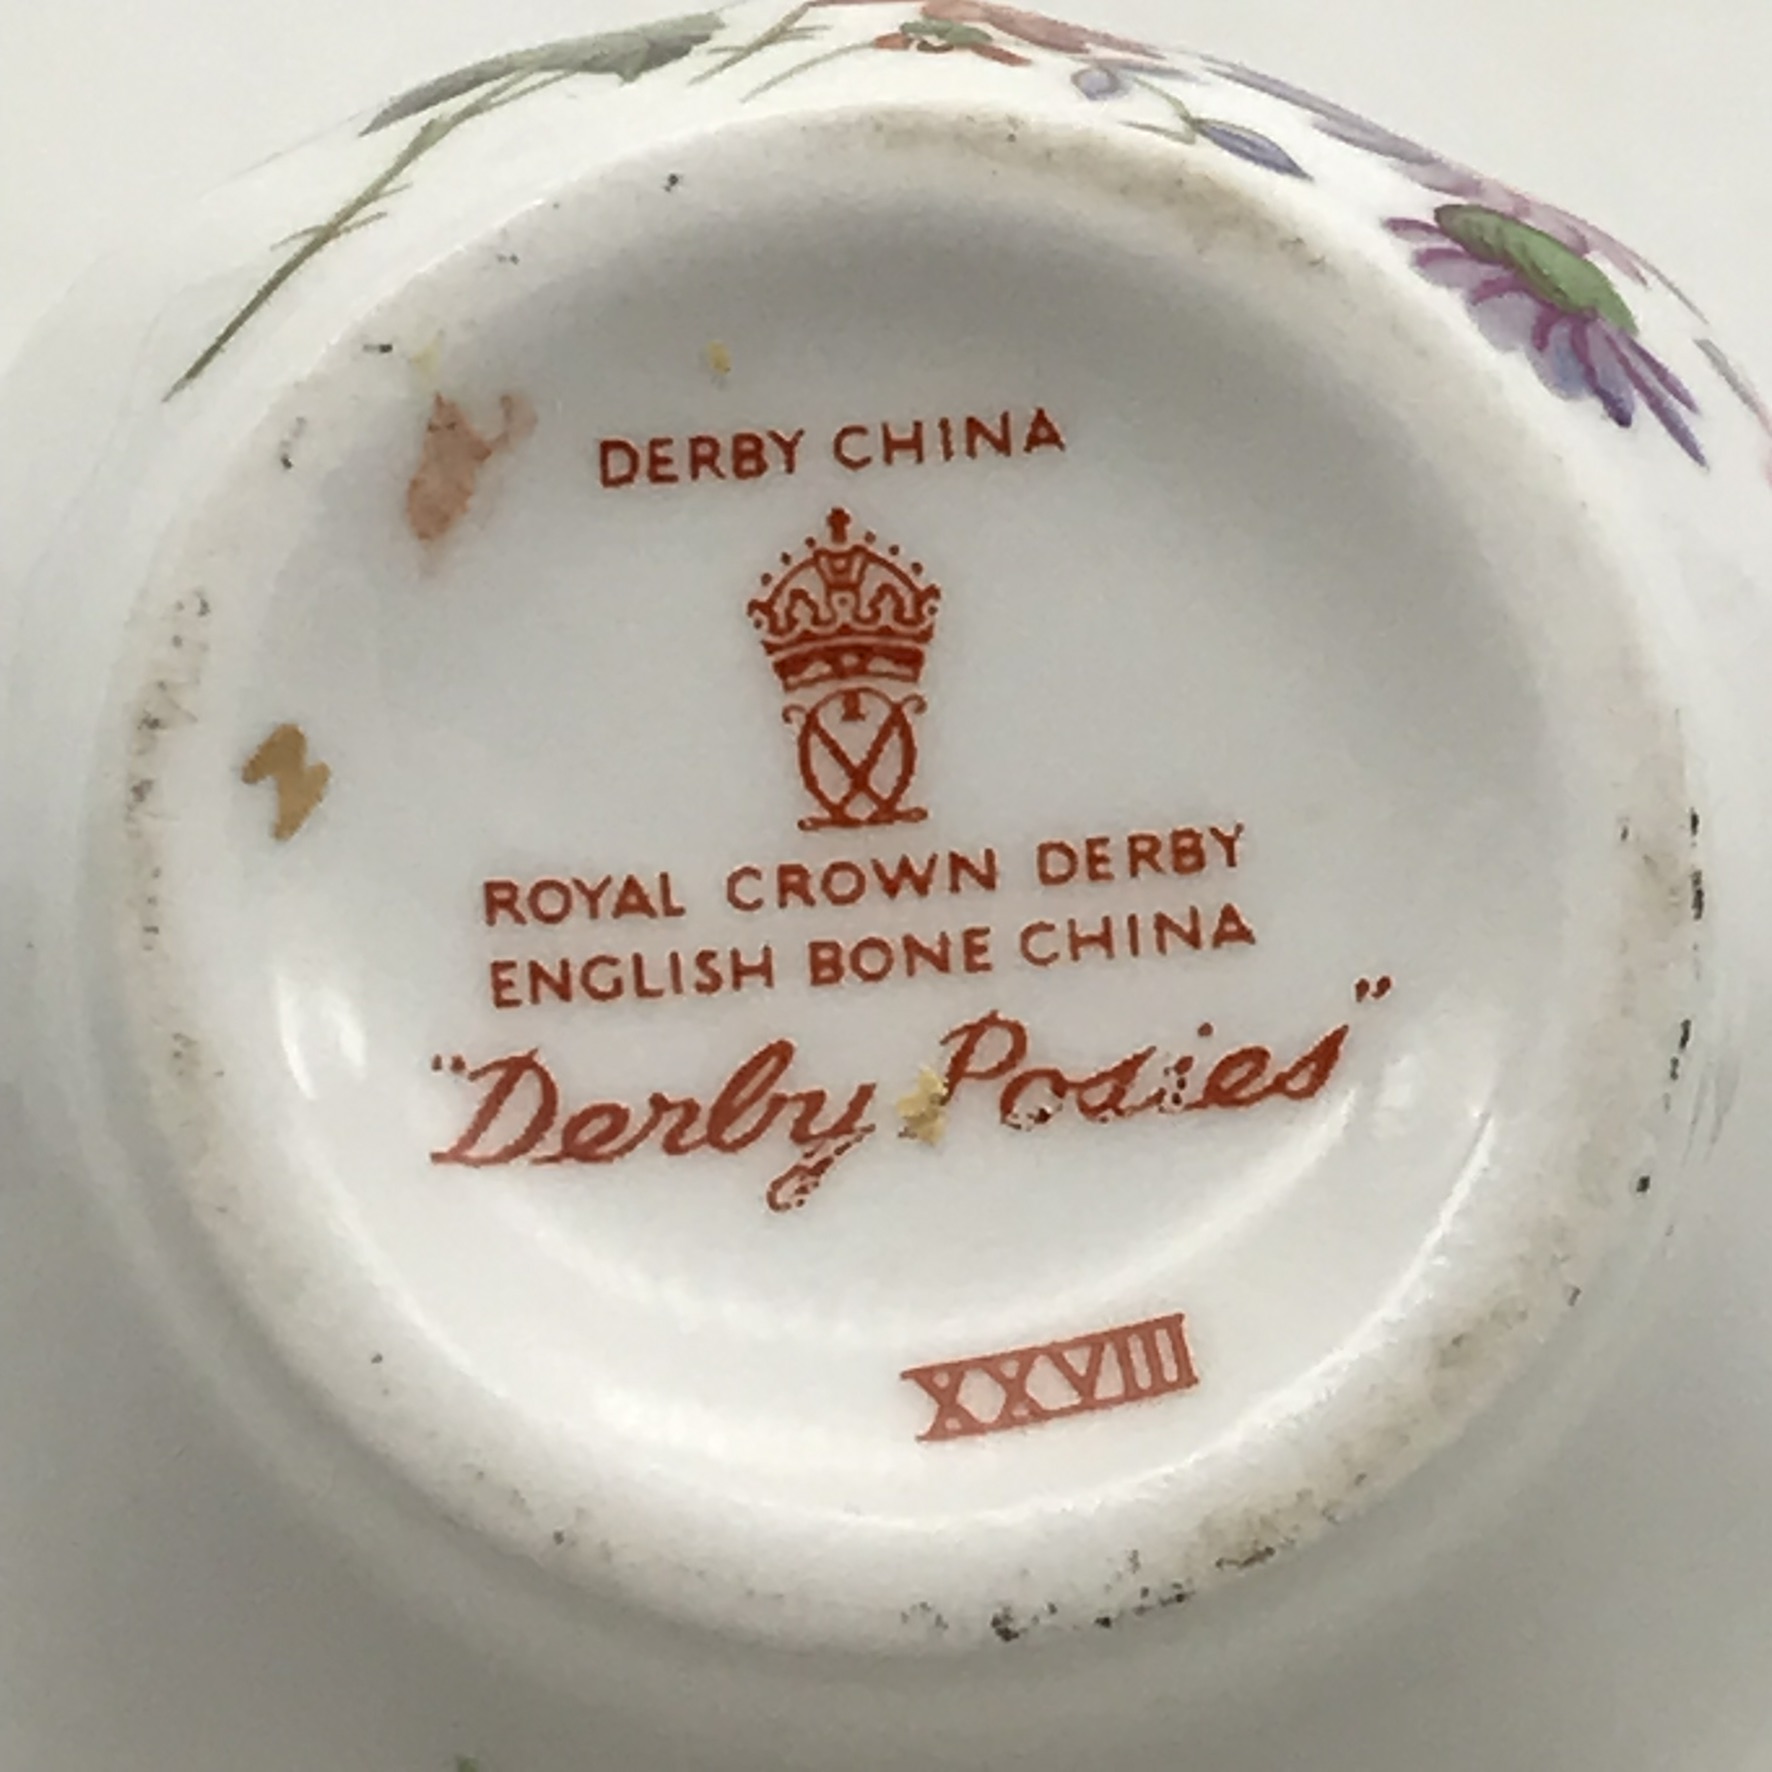 DERBY CHINA
ROYAL CROWN DERBY
ENGLISH BONE CHINA
"Derby Posies"
XXVIII